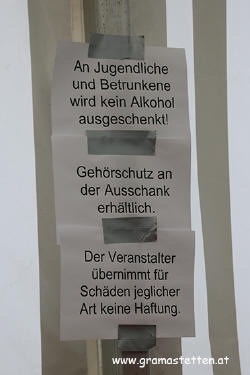 An Jugendliche
und Betrunkene
wird kein Alkohol
ausgeschenkt!
Gehörschutz an
der Ausschank
erhältlich.
Der Veranstalter
übernimmt für
Schäden jeglicher
Art keine Haftung.
www.gramastetten.at